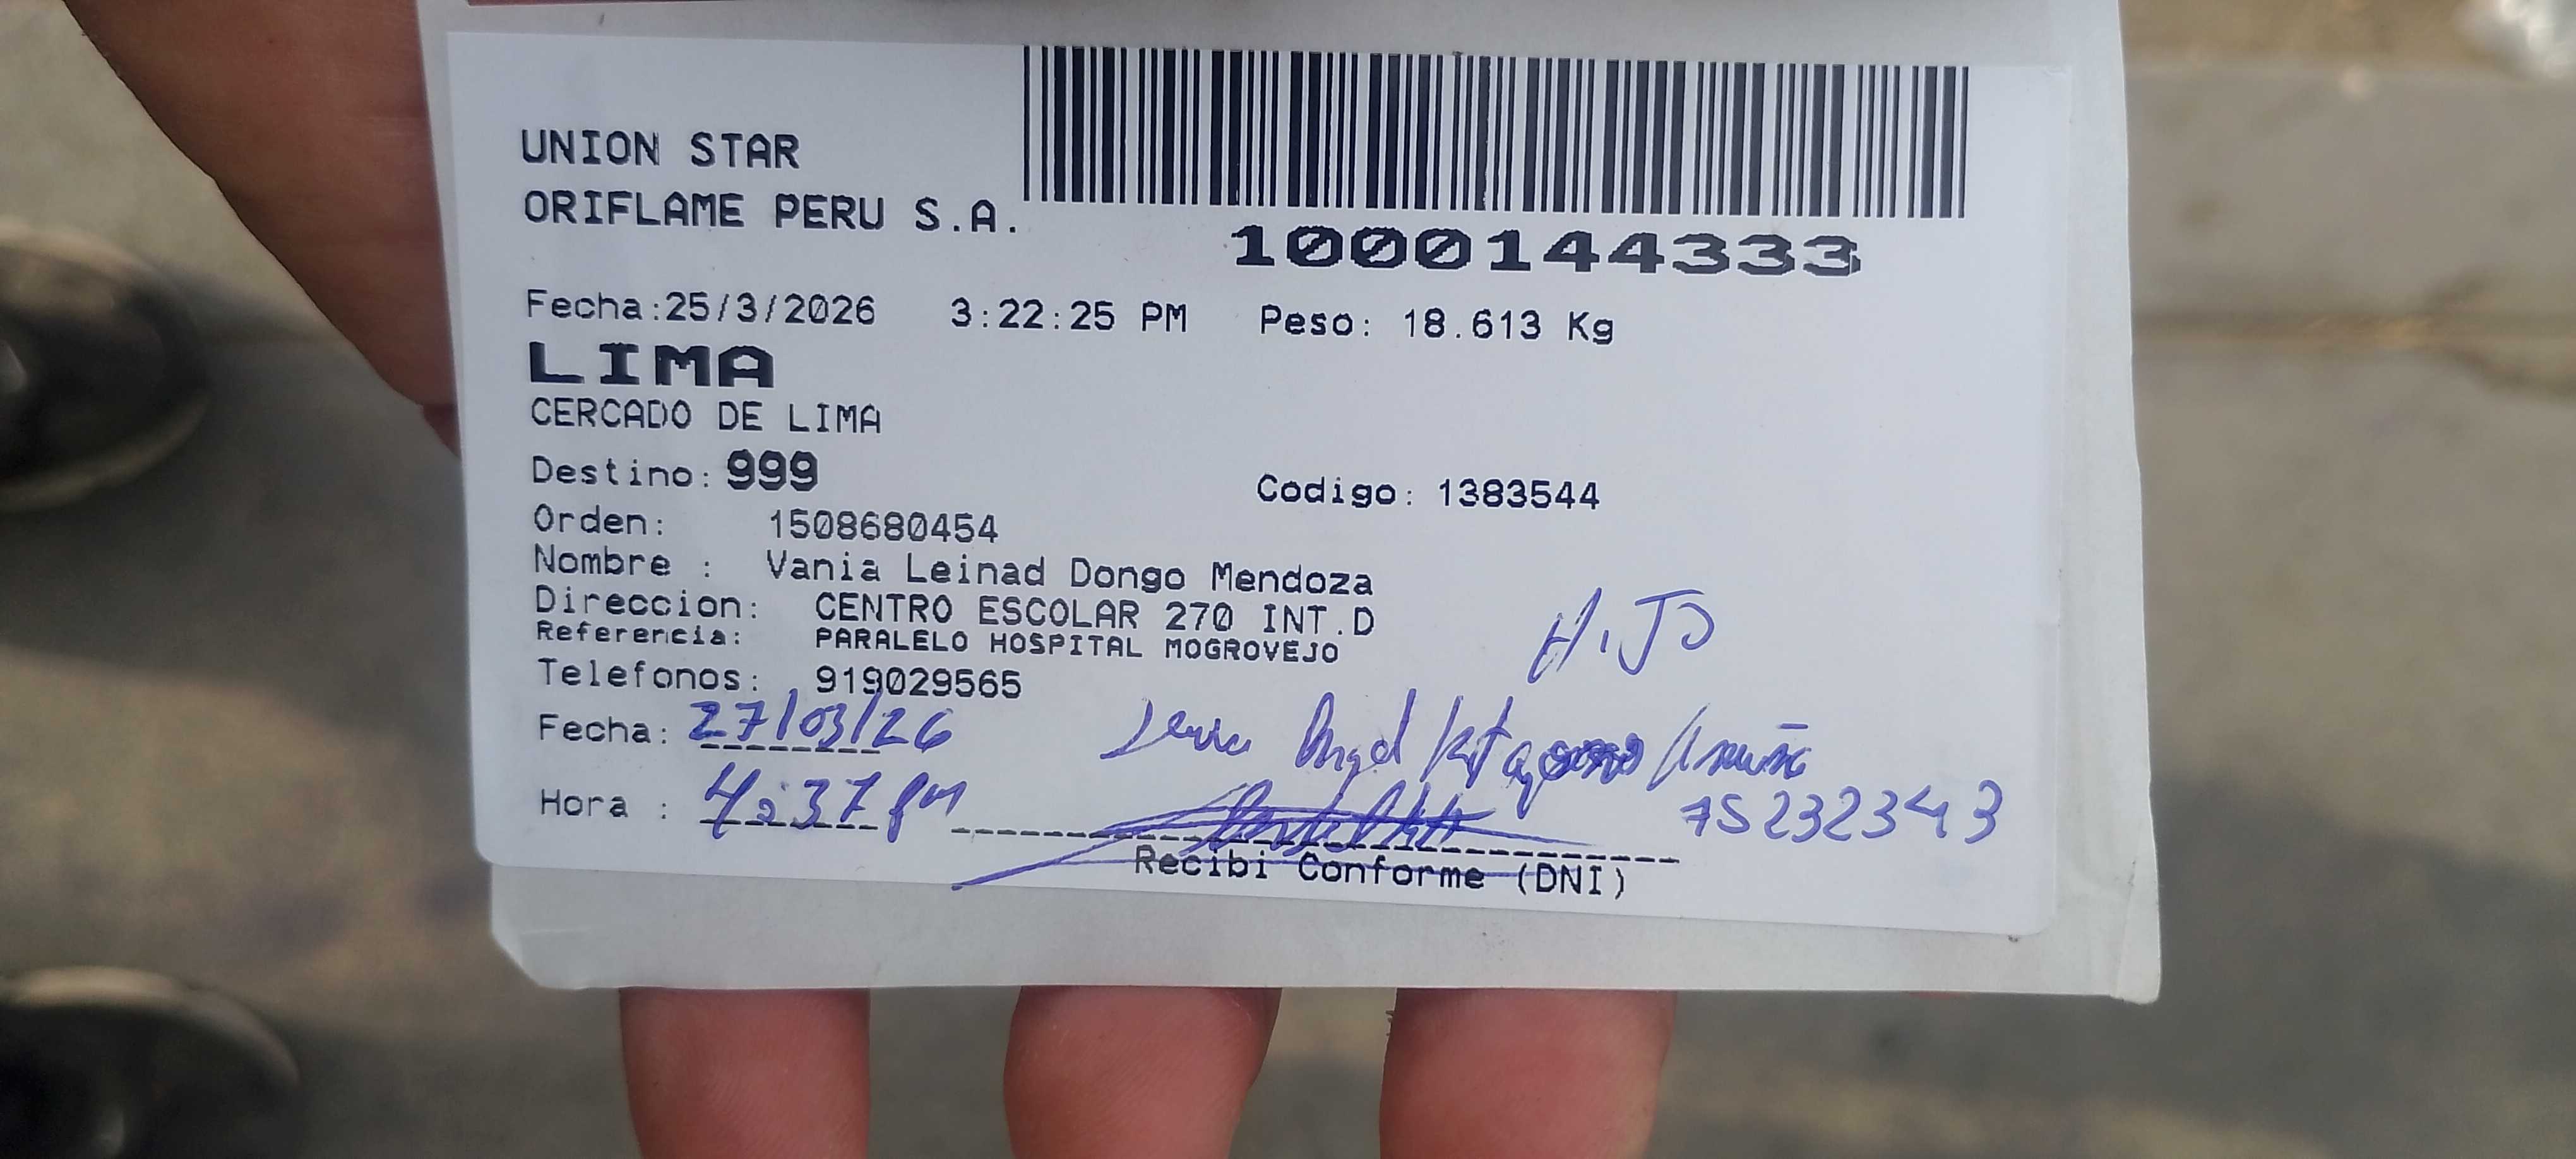 UNION STAR
ORIFLAME PERU S.A.
1000144333
Fecha:25/3/2026 3:22:25 PM Peso: 18.613 Kg
LIMA
CERCADO DE LIMA
Destino: 999 Codigo: 1383544
Orden: 1508680454
Nombre : Vania Leinad Dongo Mendoza
Direccion: CENTRO ESCOLAR 270 INT.D
Referencia: PARALELO HOSPITAL MOGROVEJO
HIJO
Telefonos: 919029565
Fecha: 27/03/26 Angel
75232343
Hora : 4:37 pm
Recibi Conforme (DNI)